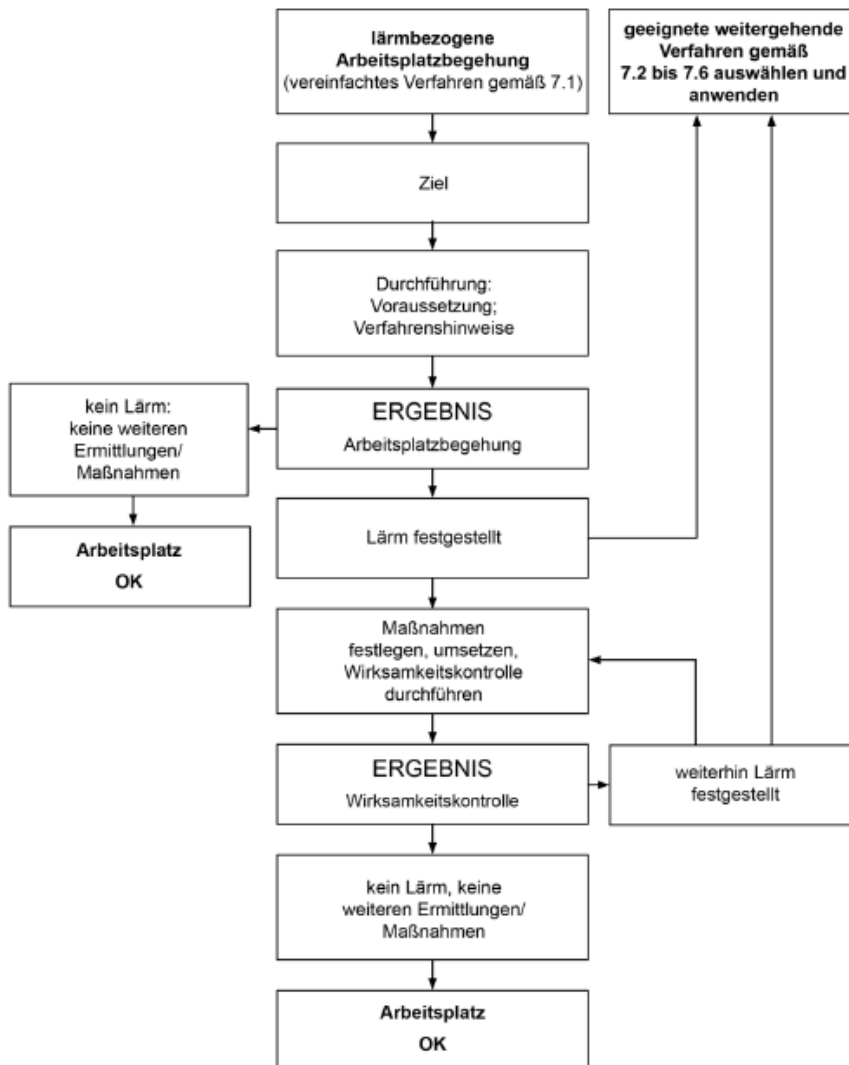 lärmbezogene
Arbeitsplatzbegehung
(vereinfachtes Verfahren gemäß 7.1)
geeignete weitergehende
Verfahren gemäß
7.2 bis 7.6 auswählen und
anwenden
Ziel
Durchführung:
Voraussetzung;
Verfahrenshinweise
kein Lärm:
keine weiteren
Ermittlungen/
Maßnahmen
ERGEBNIS
Arbeitsplatzbegehung
Arbeitsplatz
OK
Lärm festgestellt
Maßnahmen
festlegen, umsetzen,
Wirksamkeitskontrolle
durchführen
ERGEBNIS
Wirksamkeitskontrolle
weiterhin Lärm
festgestellt
kein Lärm, keine
weiteren Ermittlungen/
Maßnahmen
Arbeitsplatz
OK